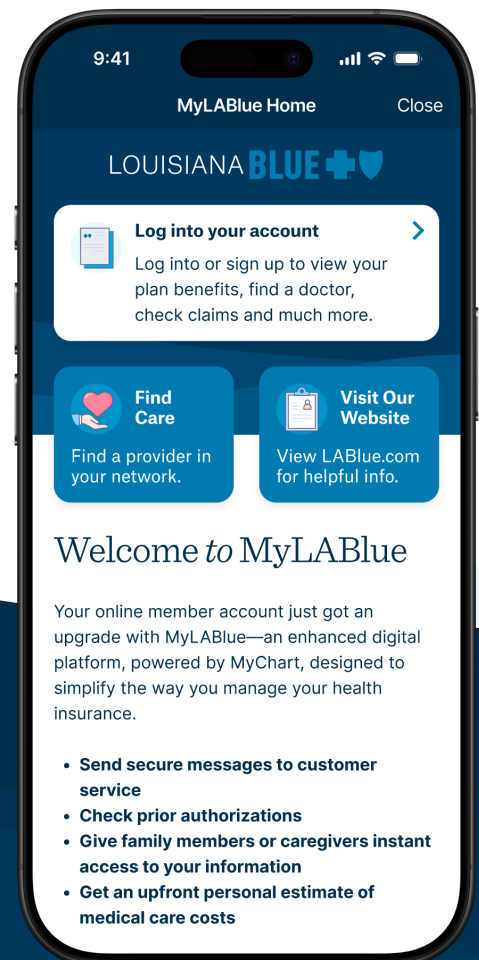 9:41
MyLABlue Home
Close
LOUISIANA BLUE
Log into your account
Log into or sign up to view your
plan benefits, find a doctor,
check claims and much more.
Find
Care
Find a provider in
your network.
Visit Our
Website
View LABlue.com
for helpful info.
Welcome to MyLABlue
Your online member account just got an
upgrade with MyLABlue—an enhanced digital
platform, powered by MyChart, designed to
simplify the way you manage your health
insurance.
• Send secure messages to customer
service
• Check prior authorizations
• Give family members or caregivers instant
access to your information
• Get an upfront personal estimate of
medical care costs